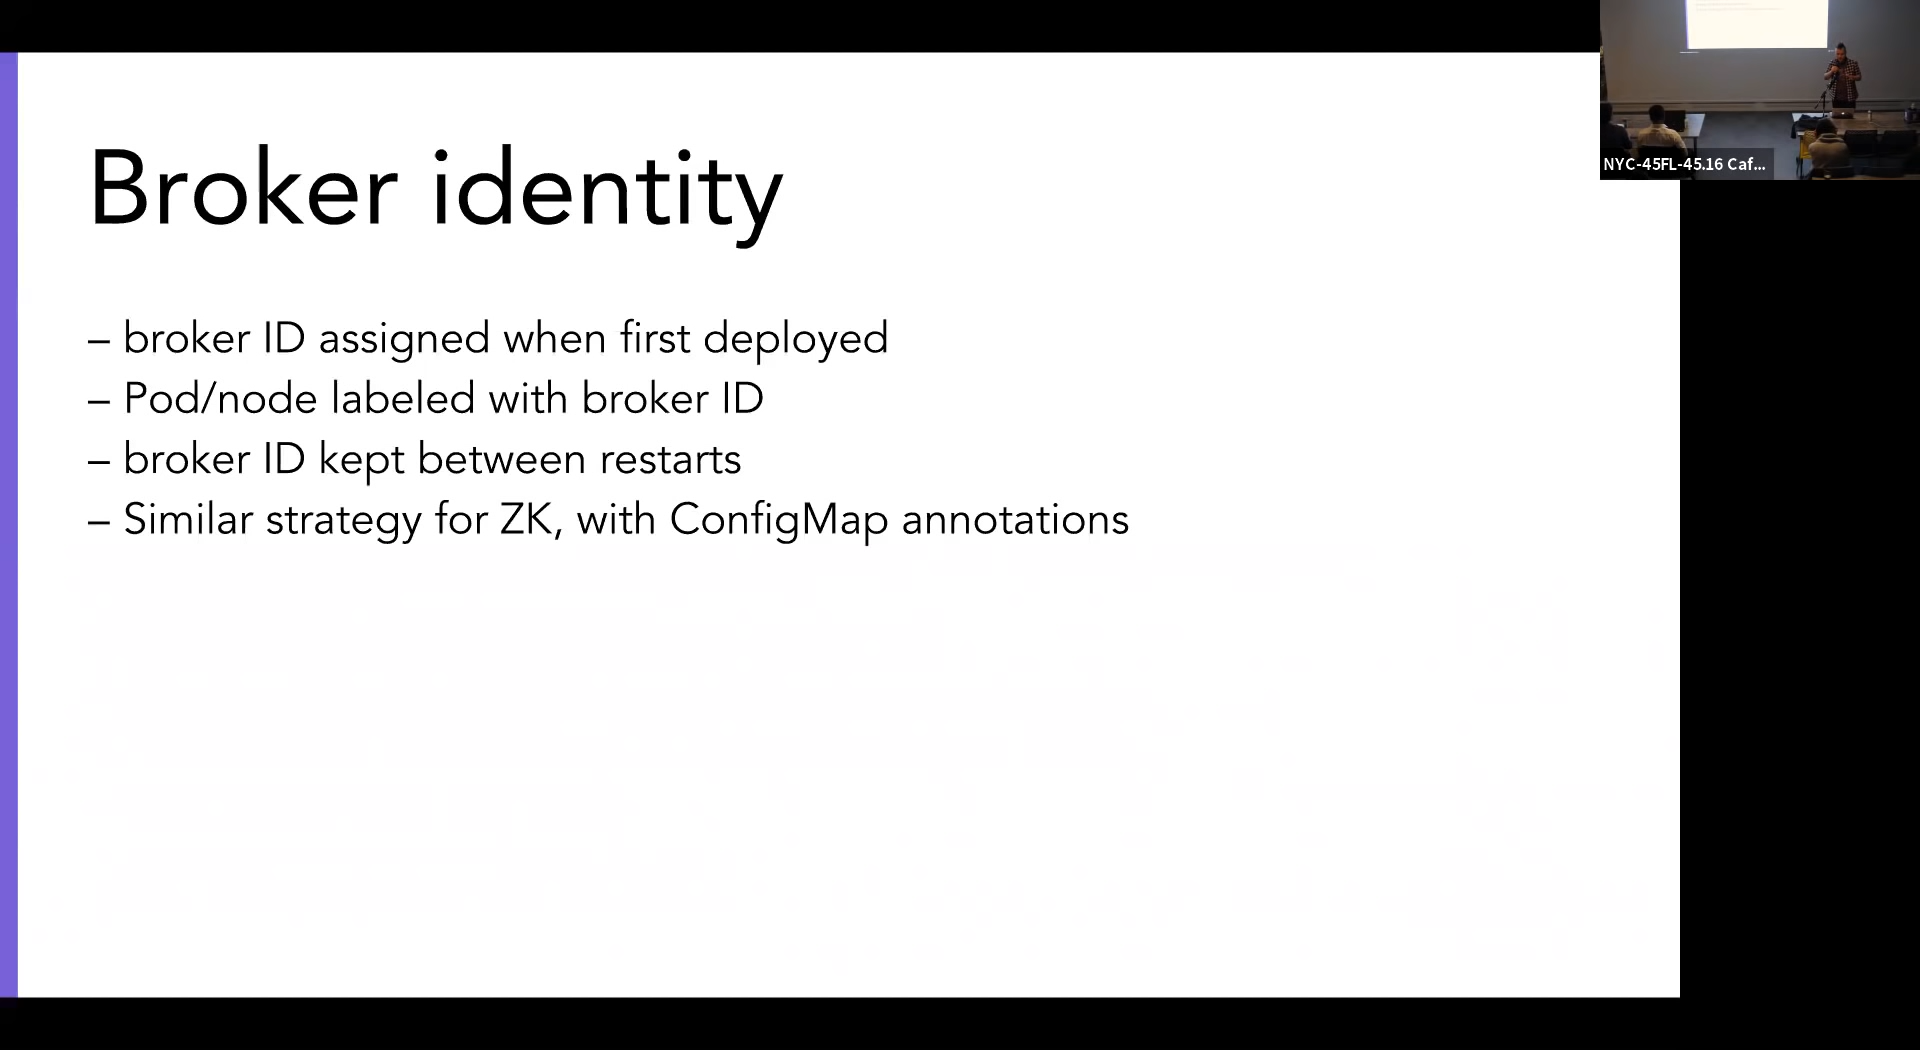 Broker identity
– broker ID assigned when first deployed
– Pod/node labeled with broker ID
– broker ID kept between restarts
– Similar strategy for ZK, with ConfigMap annotations
NYC-45FL-45.16 Caf...